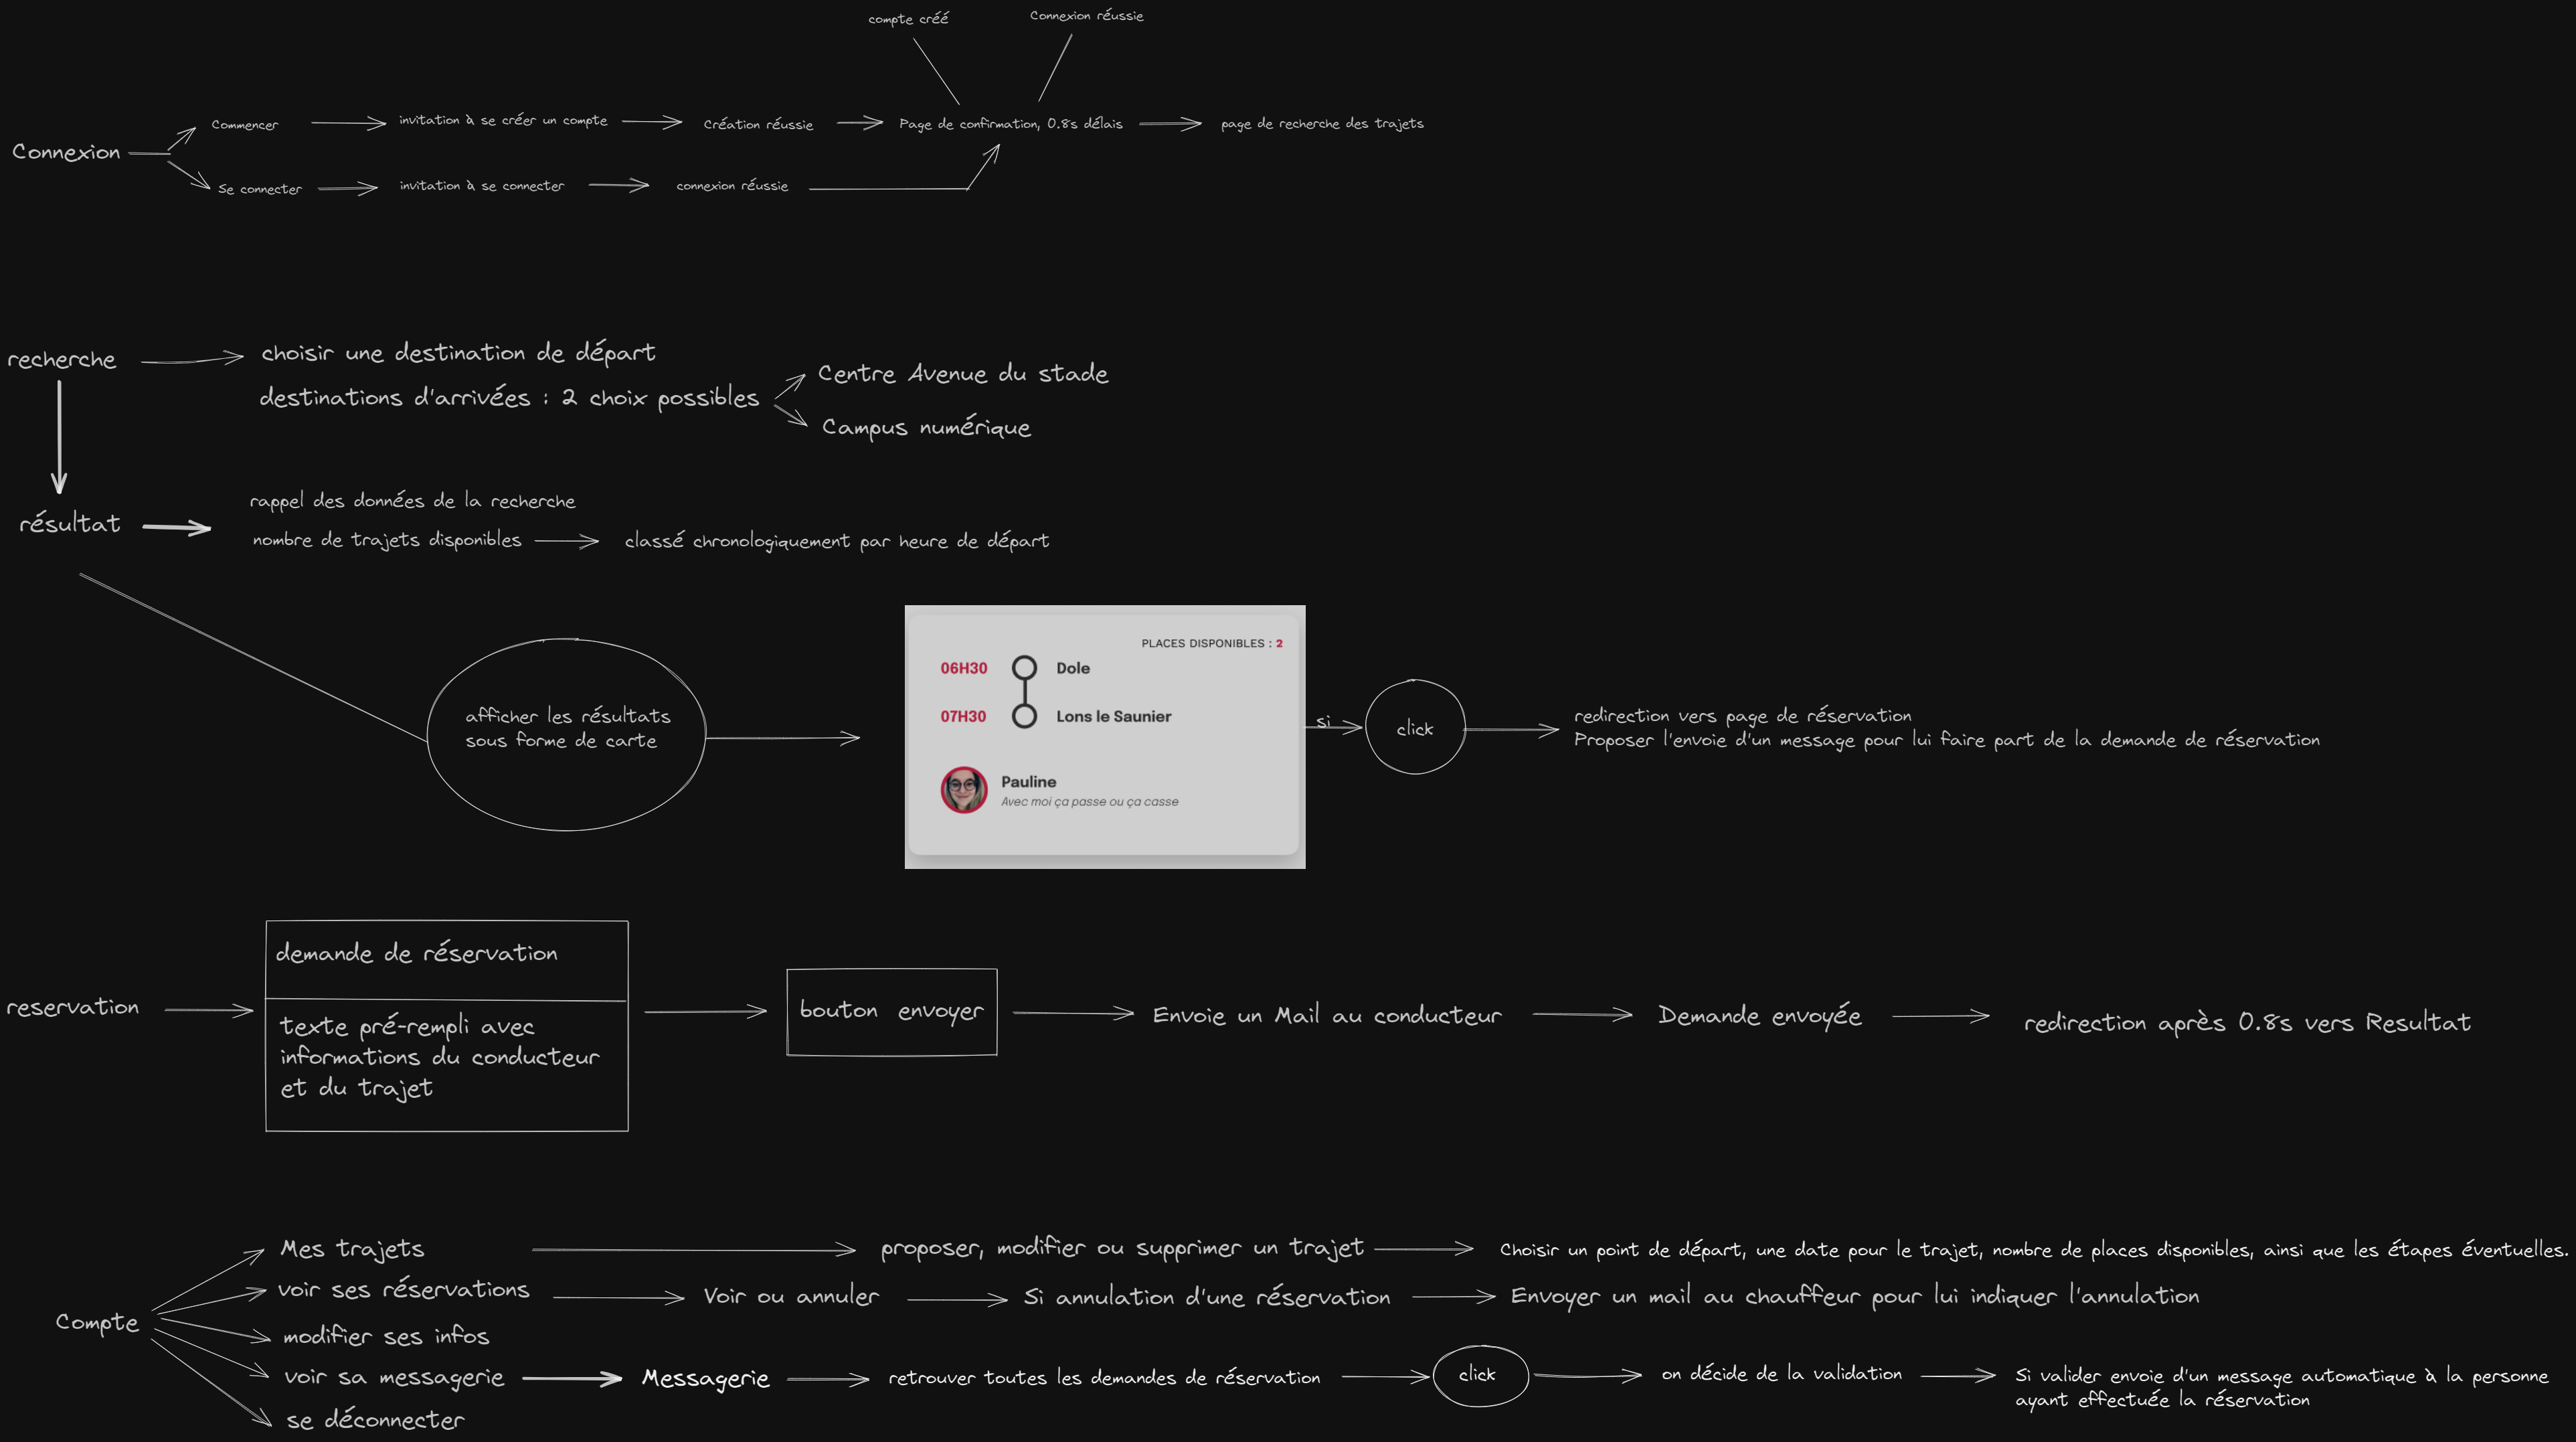 compte créé
Connexion réussie
Connexion
Commencer
invitation à se créer un compte
Création réussie
Page de confirmation, 0.8s délais
page de recherche des trajets
Se connecter
invitation à se connecter
connexion réussie
recherche
choisir une destination de départ
destinations d'arrivées : 2 choix possibles
Centre Avenue du stade
Campus numérique
résultat
rappel des données de la recherche
nombre de trajets disponibles
classé chronologiquement par heure de départ
afficher les résultats
sous forme de carte
PLACES DISPONIBLES : 2
06H30 Dole
07H30 Lons le Saunier
Pauline
Avec moi ça passe ou ça casse
si
click
redirection vers page de réservation
Proposer l'envoie d'un message pour lui faire part de la demande de réservation
reservation
demande de réservation
texte pré-rempli avec
informations du conducteur
et du trajet
bouton envoyer
Envoie un Mail au conducteur
Demande envoyée
redirection après 0.8s vers Resultat
Compte
Mes trajets
proposer, modifier ou supprimer un trajet
Choisir un point de départ, une date pour le trajet, nombre de places disponibles, ainsi que les étapes éventuelles.
voir ses réservations
Voir ou annuler
Si annulation d'une réservation
Envoyer un mail au chauffeur pour lui indiquer l'annulation
modifier ses infos
voir sa messagerie
Messagerie
retrouver toutes les demandes de réservation
click
on décide de la validation
Si valider envoie d'un message automatique à la personne
ayant effectuée la réservation
se déconnecter